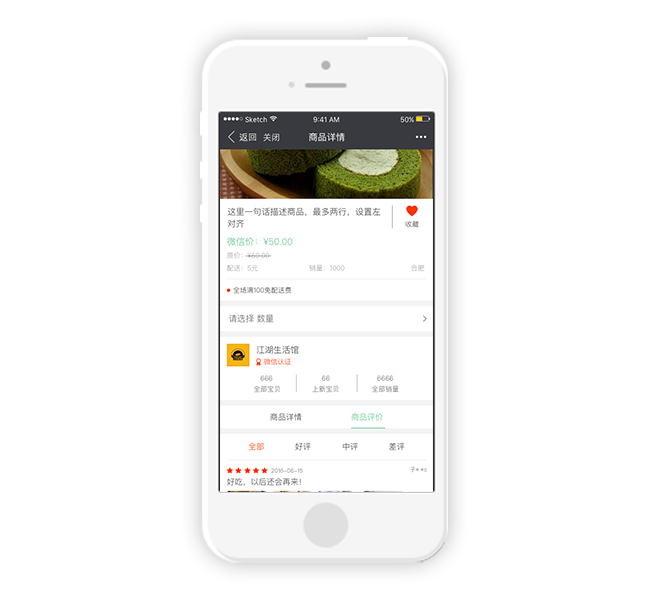 Sketch 9:41 AM 50%
返回 关闭 商品详情
这里一句话描述商品，最多两行，设置左
对齐
收藏
微信价：¥50.00
原价：¥60.00
配送：5元 销量：1000 合肥
全场满100免配送费
请选择 数量
江湖生活馆
微信认证
666 66 6666
全部宝贝 上新宝贝 全部销量
商品详情 商品评价
全部 好评 中评 差评
2016-06-15
好吃，以后还会再来！